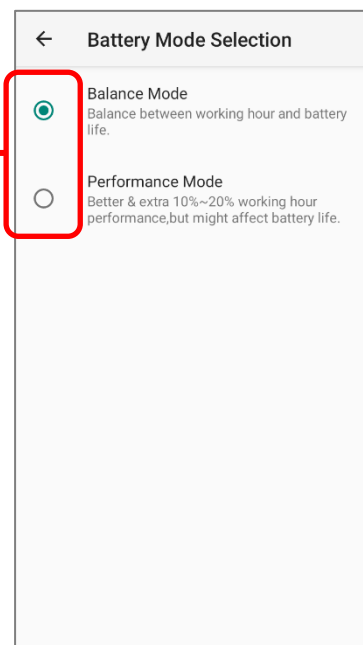 Battery Mode Selection
Balance Mode
Balance between working hour and battery
life.
Performance Mode
Better & extra 10%~20% working hour
performance,but might affect battery life.